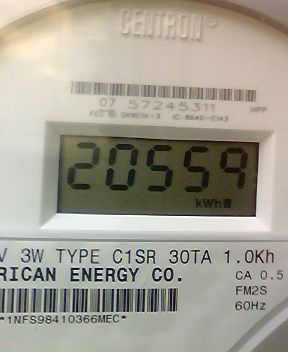 CENTRON®
07 57245311 HPP
20559
kWh
V 3W TYPE C1SR 30TA 1.0Kh
RICAN ENERGY CO.
CA 0.5
FM2S
60Hz
*1NFS98410366MEC*